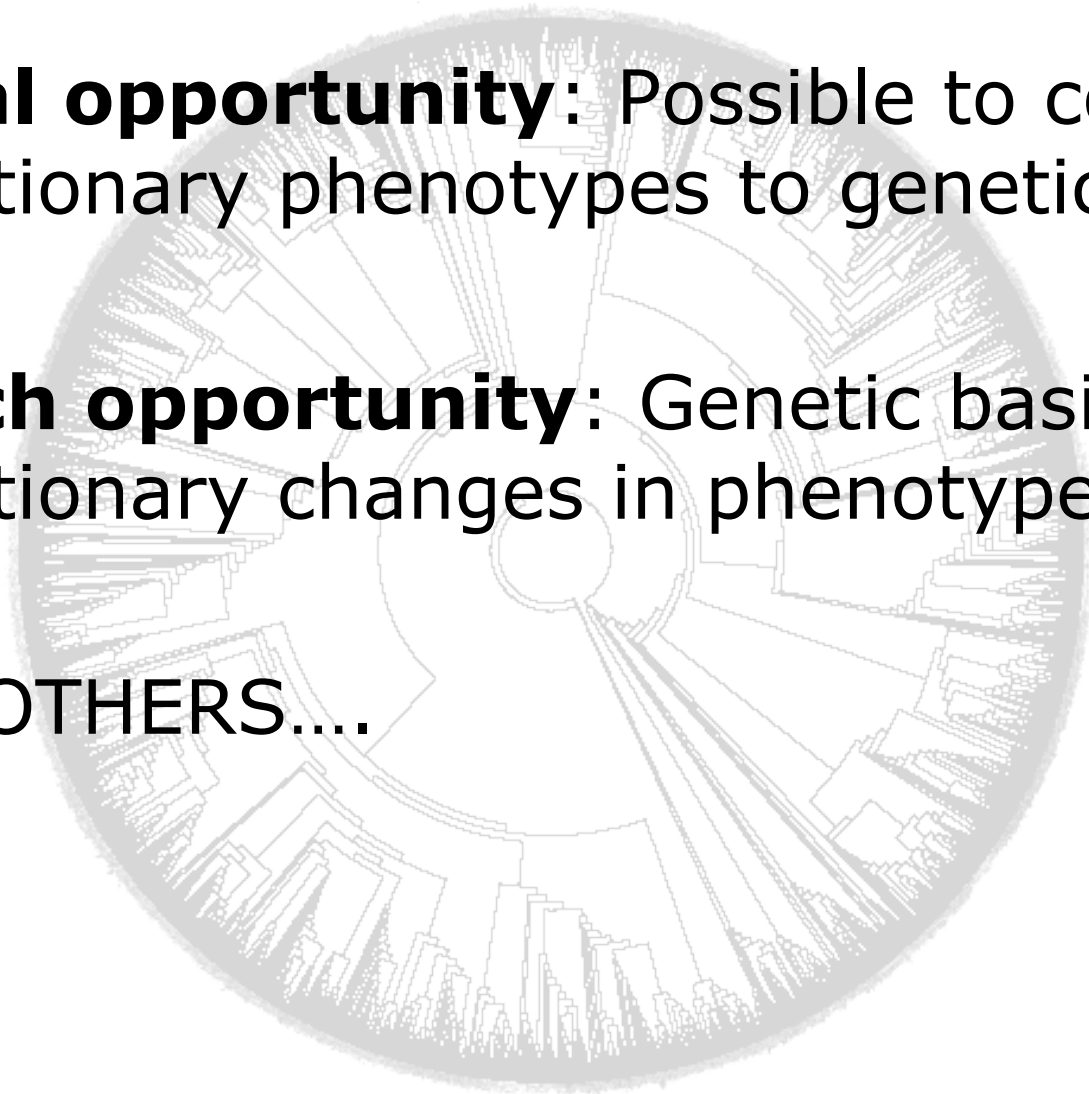 al opportunity: Possible to co
tionary phenotypes to genetic
ch opportunity: Genetic basi
tionary changes in phenotype
OTHERS….